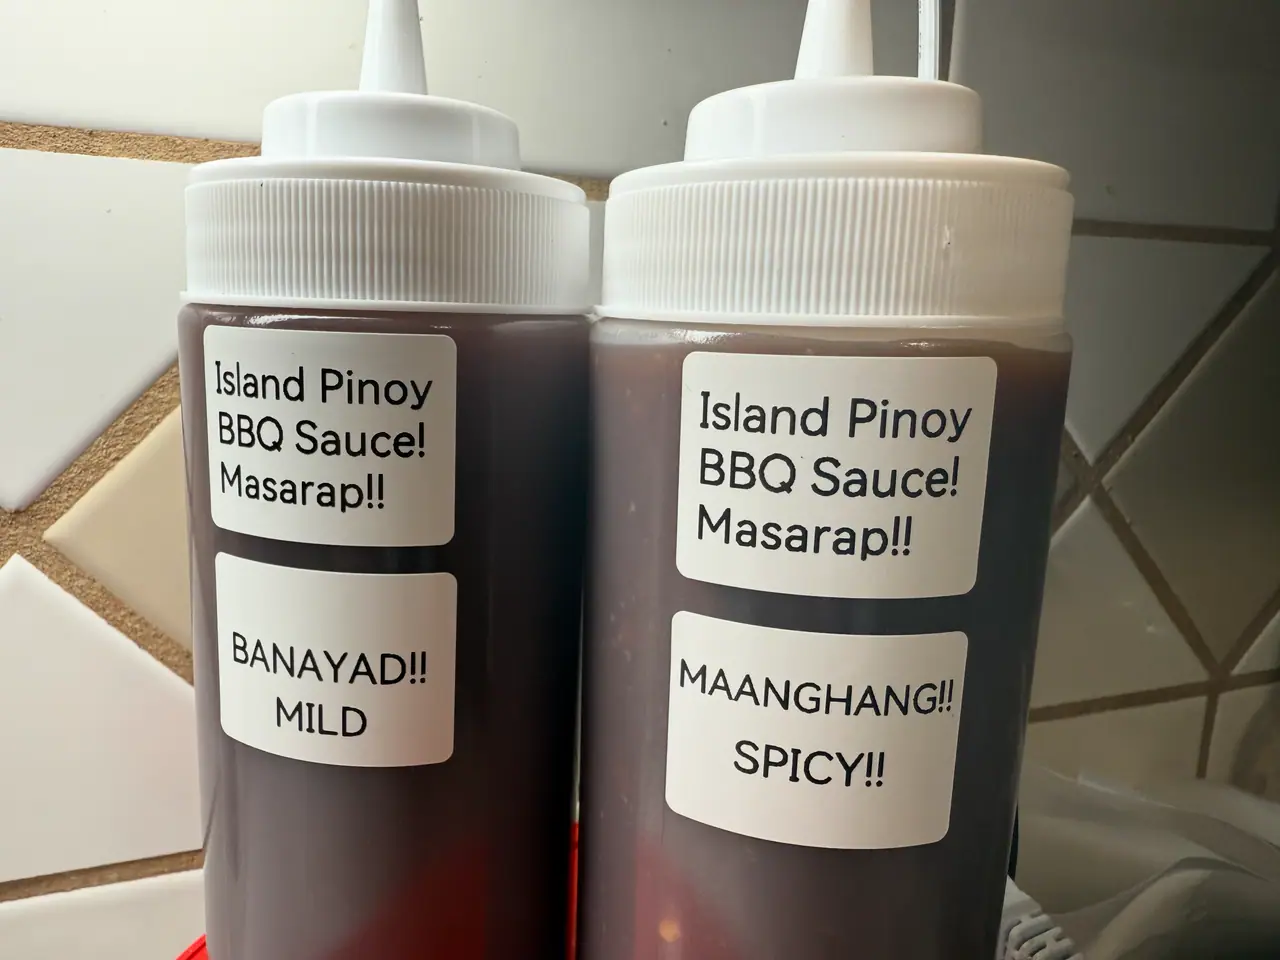 Island Pinoy
BBQ Sauce!
Masarap!!
BANAYAD!!
MILD
Island Pinoy
BBQ Sauce!
Masarap!!
MAANGHANG!!
SPICY!!